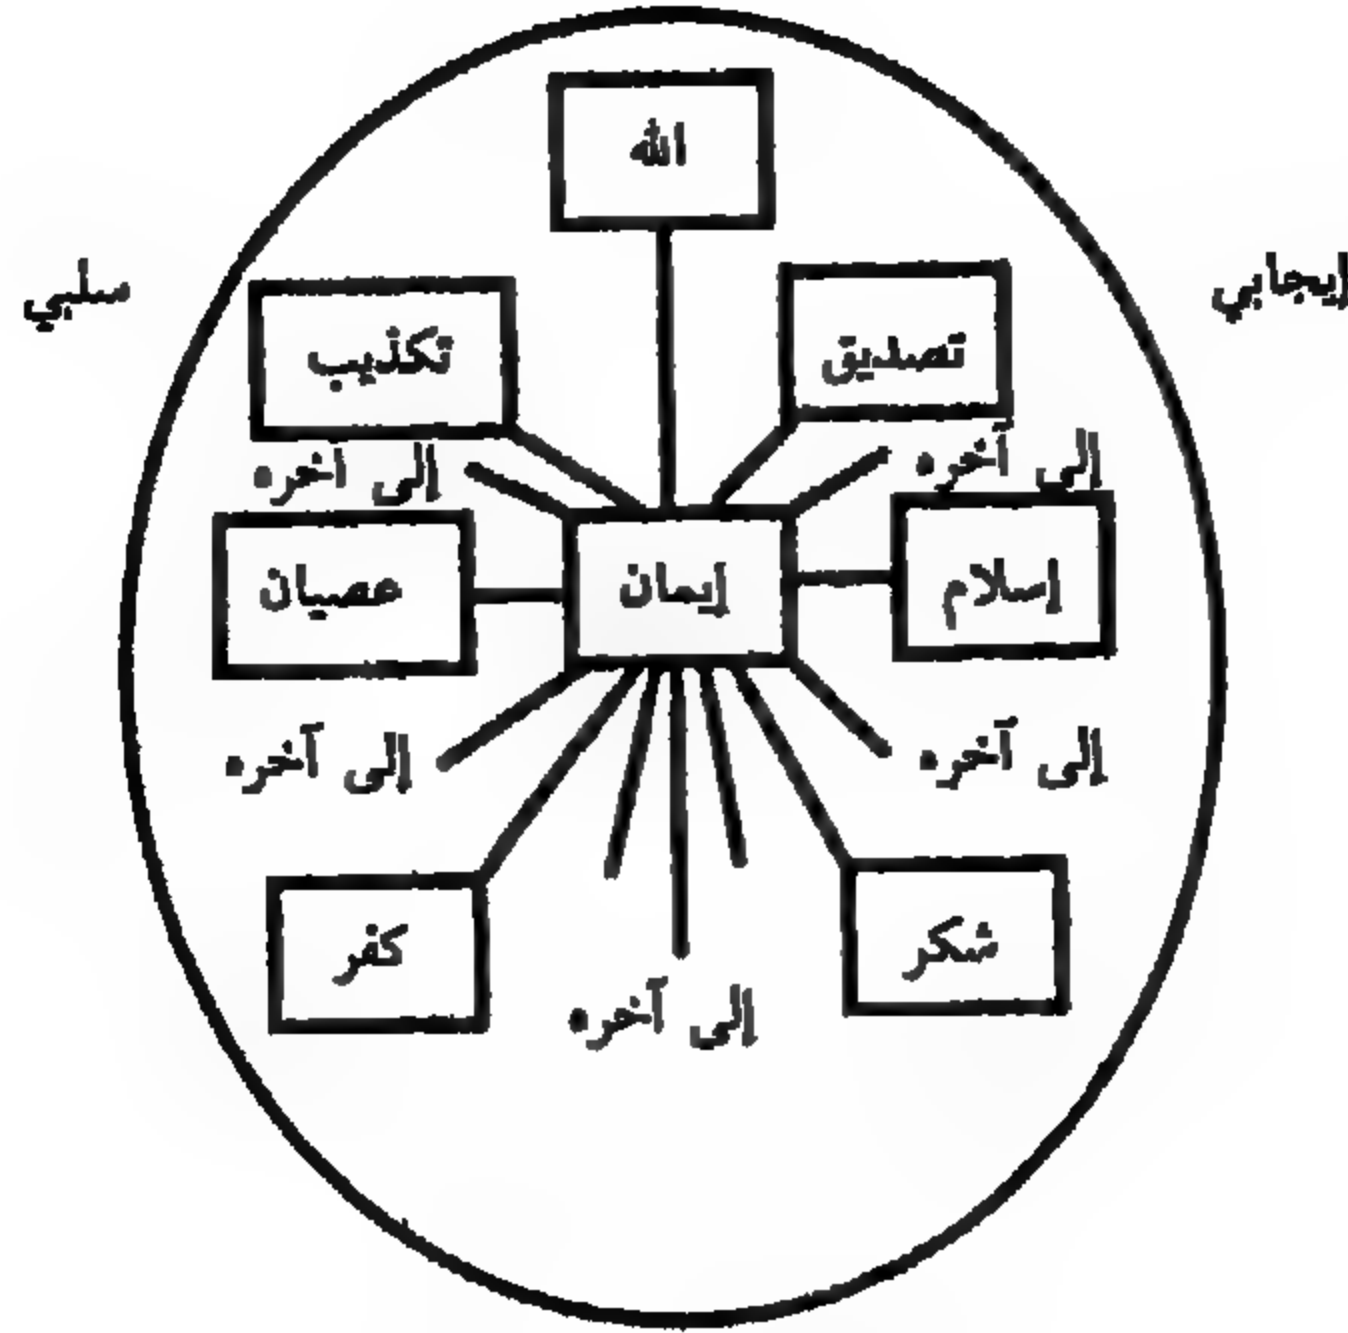 الله
إيجابي
سلبي
تصديق
تكذيب
إلى آخره
إلى آخره
إسلام
إيمان
عصيان
إلى آخره
إلى آخره
شكر
كفر
إلى آخره